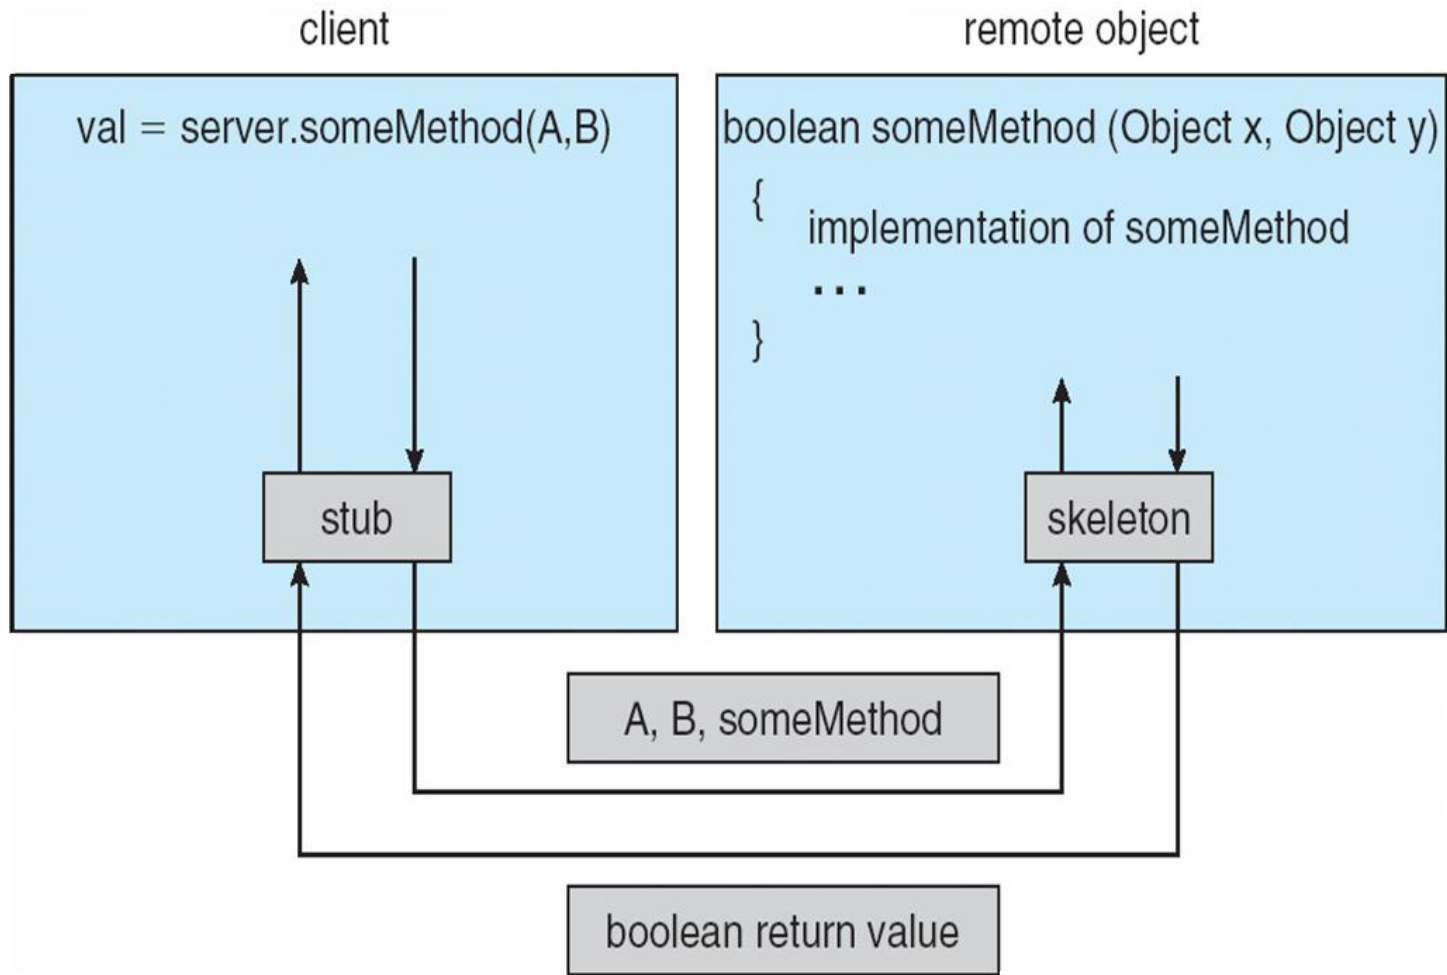 client
remote object
val = server.someMethod(A,B)
boolean someMethod (Object x, Object y)
{
implementation of someMethod
...
}
stub
skeleton
A, B, someMethod
boolean return value